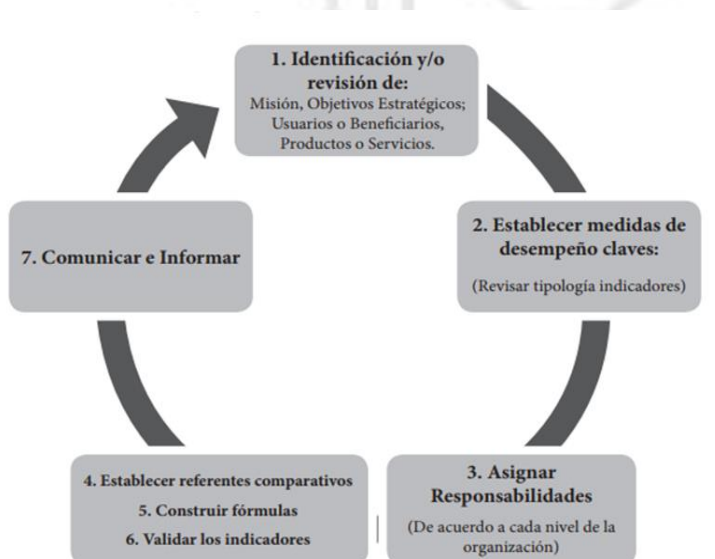 1. Identificación y/o
revisión de:
Misión, Objetivos Estratégicos;
Usuarios o Beneficiarios,
Productos o Servicios.
2. Establecer medidas de
desempeño claves:
(Revisar tipología indicadores)
3. Asignar
Responsabilidades
(De acuerdo a cada nivel de la
organización)
4. Establecer referentes comparativos
5. Construir fórmulas
6. Validar los indicadores
7. Comunicar e Informar